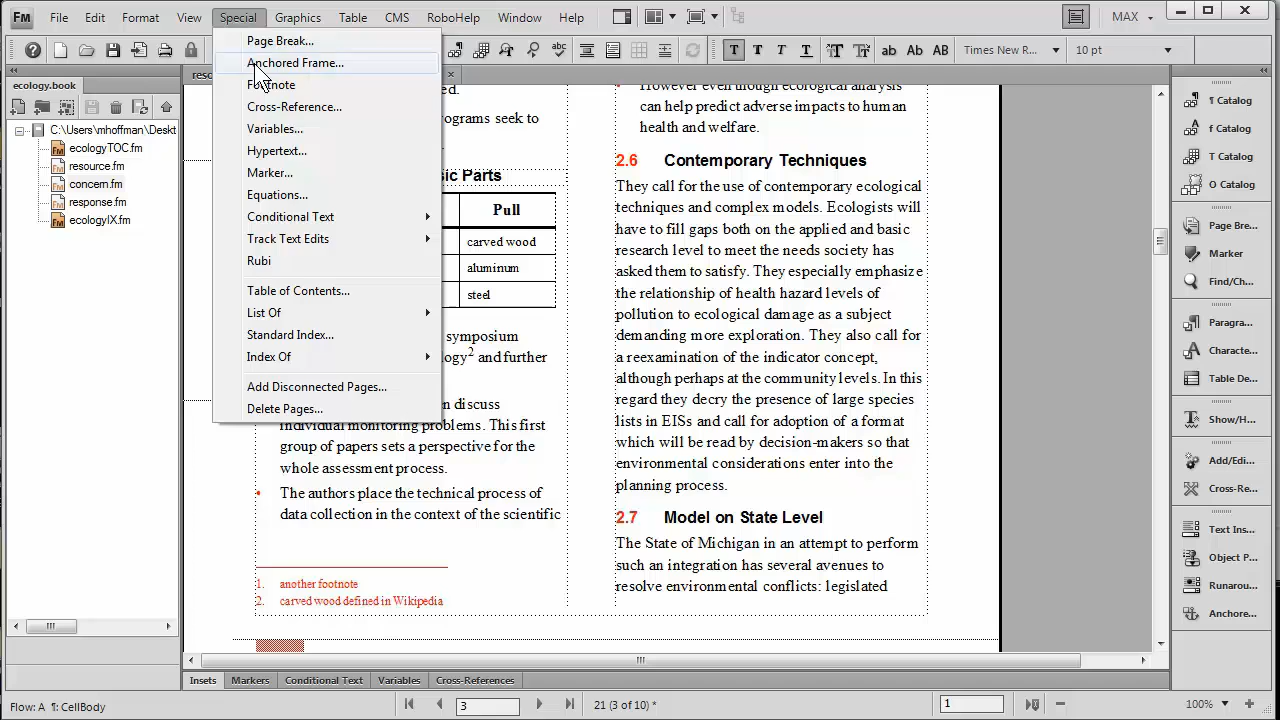 Fm File Edit Format View Special Graphics Table CMS RoboHelp Window Help MAX
Times New R... 10 pt
ecology.book
C:\Users\mhoffman\Deskt
ecologyTOC.fm
resource.fm
concern.fm
response.fm
ecologyIX.fm
Page Break...
Anchored Frame...
Footnote
Cross-Reference...
Variables...
Hypertext...
Marker...
Equations...
Conditional Text
Track Text Edits
Rubi
Table of Contents...
List Of
Standard Index...
Index Of
Add Disconnected Pages...
Delete Pages...
Pull
carved wood
aluminum
steel
symposium
and further
individual monitoring problems. This first
group of papers sets a perspective for the
whole assessment process.
• The authors place the technical process of
data collection in the context of the scientific
1. another footnote
2. carved wood defined in Wikipedia
• However even though ecological analysis
can help predict adverse impacts to human
health and welfare.
2.6 Contemporary Techniques
They call for the use of contemporary ecological
techniques and complex models. Ecologists will
have to fill gaps both on the applied and basic
research level to meet the needs society has
asked them to satisfy. They especially emphasize
the relationship of health hazard levels of
pollution to ecological damage as a subject
demanding more exploration. They also call for
a reexamination of the indicator concept,
although perhaps at the community levels. In this
regard they decry the presence of large species
lists in EISs and call for adoption of a format
which will be read by decision-makers so that
environmental considerations enter into the
planning process.
2.7 Model on State Level
The State of Michigan in an attempt to perform
such an integration has several avenues to
resolve environmental conflicts: legislated
¶ Catalog
f Catalog
T Catalog
O Catalog
Page Bre...
Marker
Find/Ch...
Paragra...
Characte...
Table De...
Show/H...
Add/Edi...
Cross-Re...
Text Ins...
Object P...
Runarou...
Anchore...
Insets Markers Conditional Text Variables Cross-References
Flow: A ¶: CellBody 3 21 (3 of 10) * 1 100%